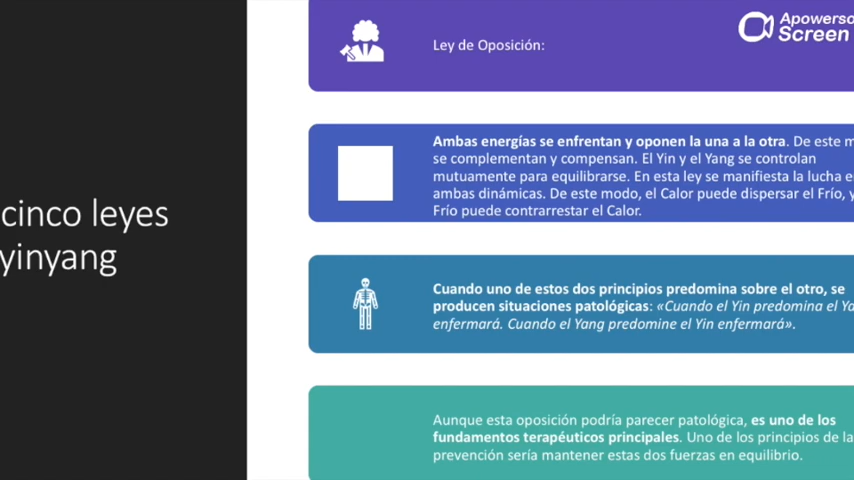 cinco leyes
yinyang
Ley de Oposición:
Apowerso
Screen
Ambas energías se enfrentan y oponen la una a la otra. De este m
se complementan y compensan. El Yin y el Yang se controlan
mutuamente para equilibrarse. En esta ley se manifiesta la lucha e
ambas dinámicas. De este modo, el Calor puede dispersar el Frío, y
Frío puede contrarrestar el Calor.
Cuando uno de estos dos principios predomina sobre el otro, se
producen situaciones patológicas: «Cuando el Yin predomina el Ya
enfermará. Cuando el Yang predomine el Yin enfermará».
Aunque esta oposición podría parecer patológica, es uno de los
fundamentos terapéuticos principales. Uno de los principios de la
prevención sería mantener estas dos fuerzas en equilibrio.